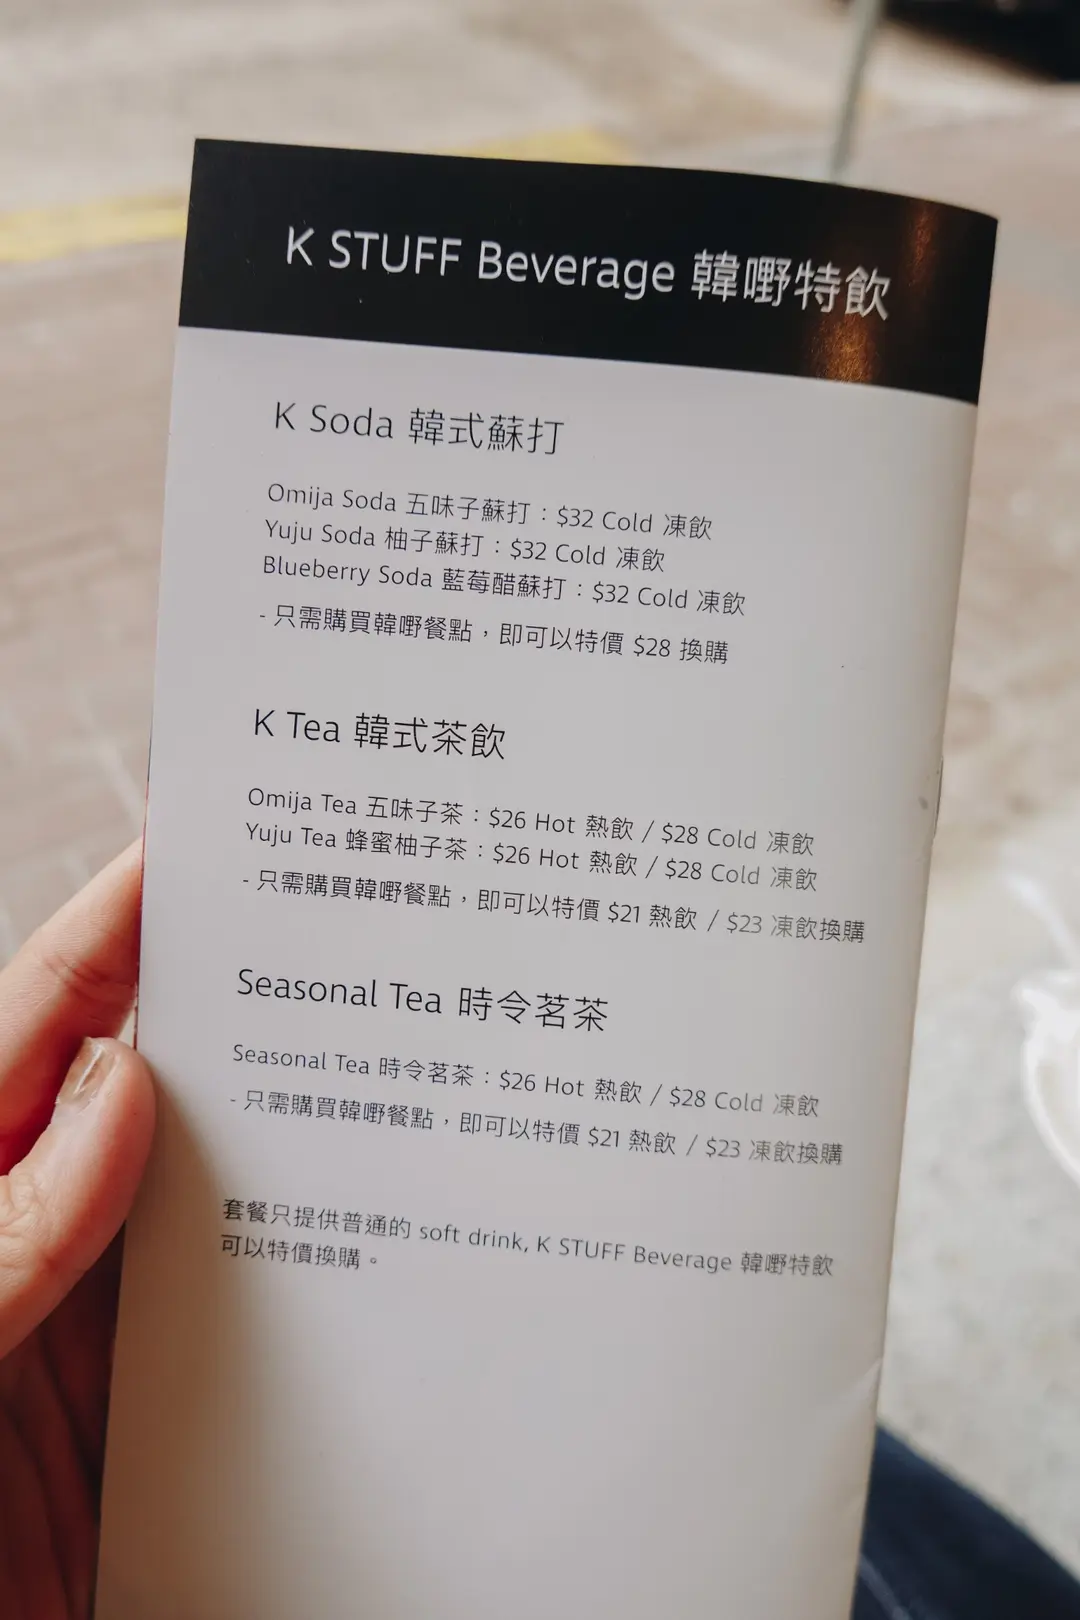 K STUFF Beverage 韓嘢特飲
K Soda 韓式蘇打
Omija Soda 五味子蘇打：$32 Cold 凍飲
Yuju Soda 柚子蘇打：$32 Cold 凍飲
Blueberry Soda 藍莓醋蘇打：$32 Cold 凍飲
- 只需購買韓嘢餐點，即可以特價 $28 換購
K Tea 韓式茶飲
Omija Tea 五味子茶：$26 Hot 熱飲 / $28 Cold 凍飲
Yuju Tea 蜂蜜柚子茶：$26 Hot 熱飲 / $28 Cold 凍飲
- 只需購買韓嘢餐點，即可以特價 $21 熱飲 / $23 凍飲換購
Seasonal Tea 時令茗茶
Seasonal Tea 時令茗茶：$26 Hot 熱飲 / $28 Cold 凍飲
- 只需購買韓嘢餐點，即可以特價 $21 熱飲 / $23 凍飲換購
套餐只提供普通的 soft drink, K STUFF Beverage 韓嘢特飲
可以特價換購。